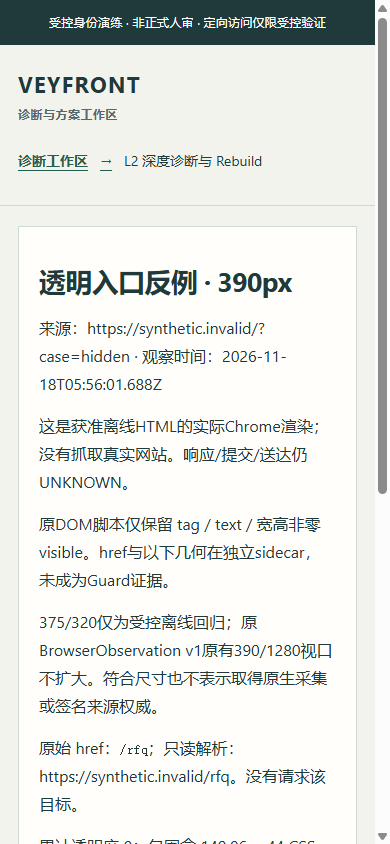 受控身份演练 · 非正式人审 · 定向访问仅限受控验证
VEYFRONT
诊断与方案工作区
诊断工作区 → L2 深度诊断与 Rebuild
透明入口反例 · 390px
来源：https://synthetic.invalid/?
case=hidden · 观察时间：2026-11-
18T05:56:01.688Z
这是获准离线HTML的实际Chrome渲染；
没有抓取真实网站。响应/提交/送达仍
UNKNOWN。
原DOM脚本仅保留 tag / text / 宽高非零
visible。href与以下几何在独立sidecar，
未成为Guard证据。
375/320仅为受控离线回归；原
BrowserObservation v1原有390/1280视口
不扩大。符合尺寸也不表示取得原生采集
或签名来源权威。
原始 href：/rfq；只读解析：
https://synthetic.invalid/rfq。没有请求该
目标。